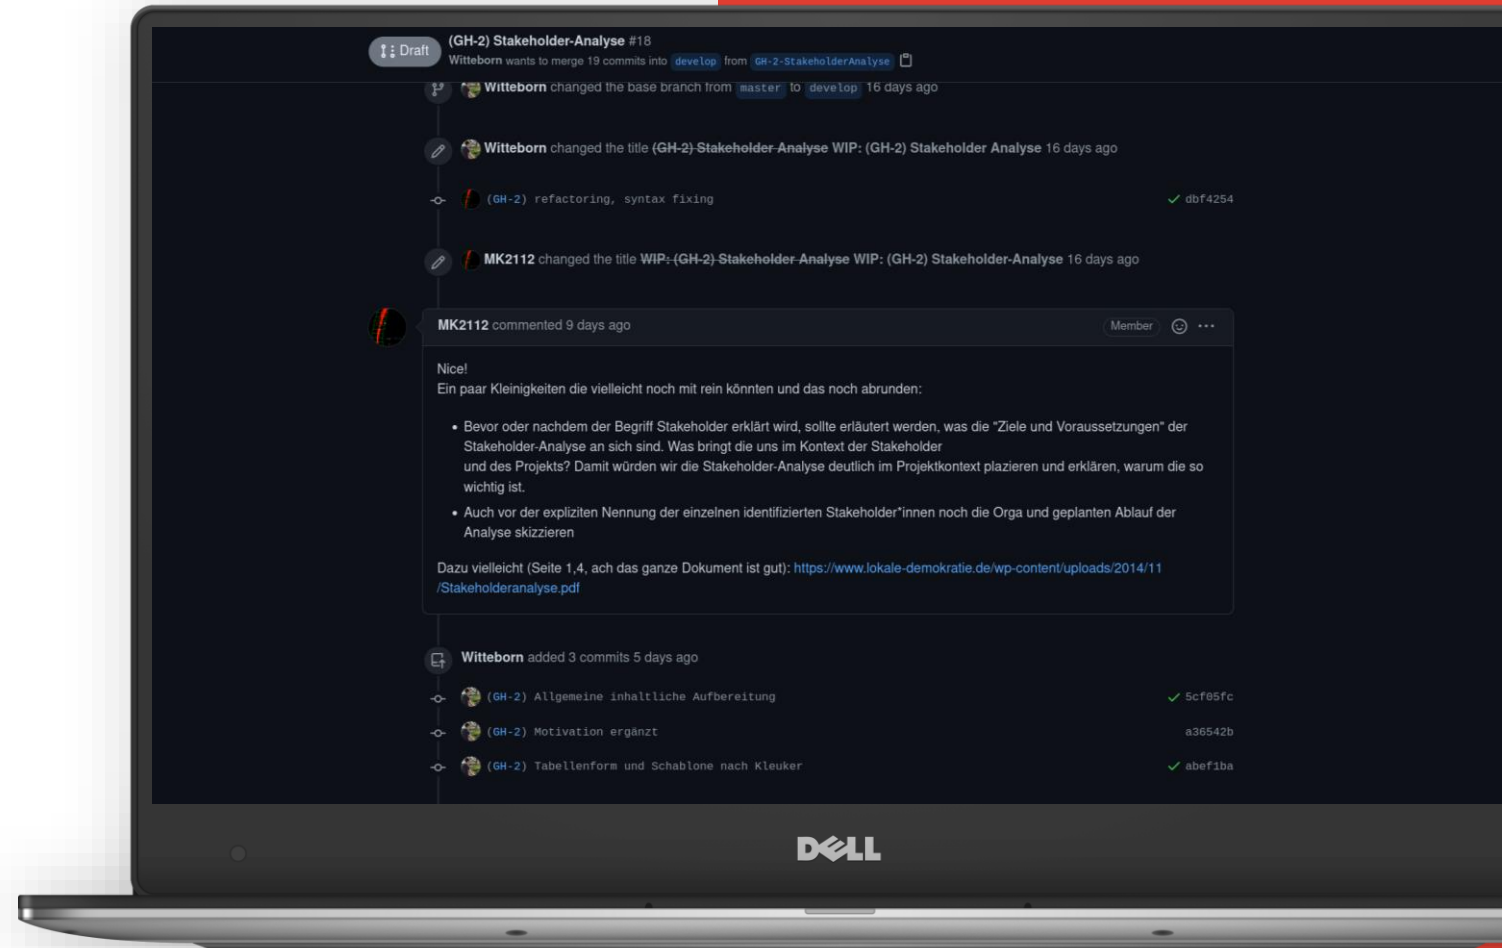 Draft
(GH-2) Stakeholder-Analyse #18
Witteborn wants to merge 19 commits into develop from GH-2-StakeholderAnalyse
Witteborn changed the base branch from master to develop 16 days ago
Witteborn changed the title (GH-2) Stakeholder Analyse WIP: (GH-2) Stakeholder Analyse 16 days ago
(GH-2) refactoring, syntax fixing dbf4254
MK2112 changed the title WIP: (GH-2) Stakeholder Analyse WIP: (GH-2) Stakeholder-Analyse 16 days ago
MK2112 commented 9 days ago Member
Nice!
Ein paar Kleinigkeiten die vielleicht noch mit rein könnten und das noch abrunden:
• Bevor oder nachdem der Begriff Stakeholder erklärt wird, sollte erläutert werden, was die "Ziele und Voraussetzungen" der
Stakeholder-Analyse an sich sind. Was bringt die uns im Kontext der Stakeholder
und des Projekts? Damit würden wir die Stakeholder-Analyse deutlich im Projektkontext plazieren und erklären, warum die so
wichtig ist.
• Auch vor der expliziten Nennung der einzelnen identifizierten Stakeholder*innen noch die Orga und geplanten Ablauf der
Analyse skizzieren
Dazu vielleicht (Seite 1,4, ach das ganze Dokument ist gut): https://www.lokale-demokratie.de/wp-content/uploads/2014/11
/Stakeholderanalyse.pdf
Witteborn added 3 commits 5 days ago
(GH-2) Allgemeine inhaltliche Aufbereitung 5cf05fc
(GH-2) Motivation ergänzt a36542b
(GH-2) Tabellenform und Schablone nach Kleuker abef1ba
DELL